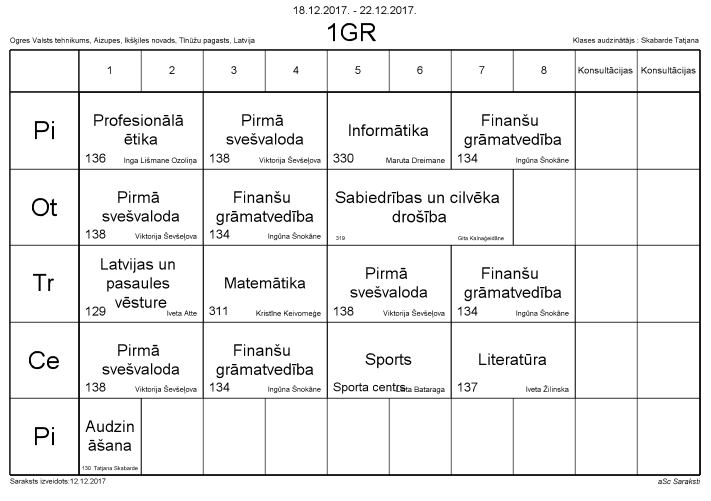 18.12.2017. - 22.12.2017.
1GR
Ogres Valsts tehnikums, Aizupes, Ikšķiles novads, Tīnūžu pagasts, Latvija
Klases audzinātājs : Skabarde Tatjana
1 2 3 4 5 6 7 8 Konsultācijas Konsultācijas
Pi
Profesionālā
ētika
136 Inga Lišmane Ozoliņa
Pirmā
svešvaloda
138 Viktorija Ševšeļova
Informātika
330 Maruta Dreimane
Finanšu
grāmatvedība
134 Ingūna Šnokāne
Ot
Pirmā
svešvaloda
138 Viktorija Ševšeļova
Finanšu
grāmatvedība
134 Ingūna Šnokāne
Sabiedrības un cilvēka
drošība
319 Gita Kalnaģeidāne
Tr
Latvijas un
pasaules
vēsture
129 Iveta Atte
Matemātika
311 Kristīne Keivomeģe
Pirmā
svešvaloda
138 Viktorija Ševšeļova
Finanšu
grāmatvedība
134 Ingūna Šnokāne
Ce
Pirmā
svešvaloda
138 Viktorija Ševšeļova
Finanšu
grāmatvedība
134 Ingūna Šnokāne
Sports
Sporta centrs Bataraga
Literatūra
137 Iveta Žilinska
Pi
Audzin
āšana
130 Tatjana Skabarde
Saraksts izveidots:12.12.2017
aSc Saraksti